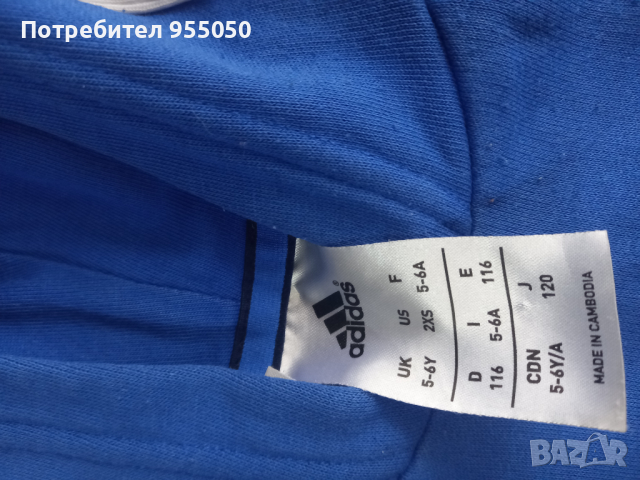 Потребител 955050
adidas
UK US F
5-6Y 2XS 5-6A
D I E
116 5-6A 116
CDN J
5-6Y/A 120
MADE IN CAMBODIA
BAZAR